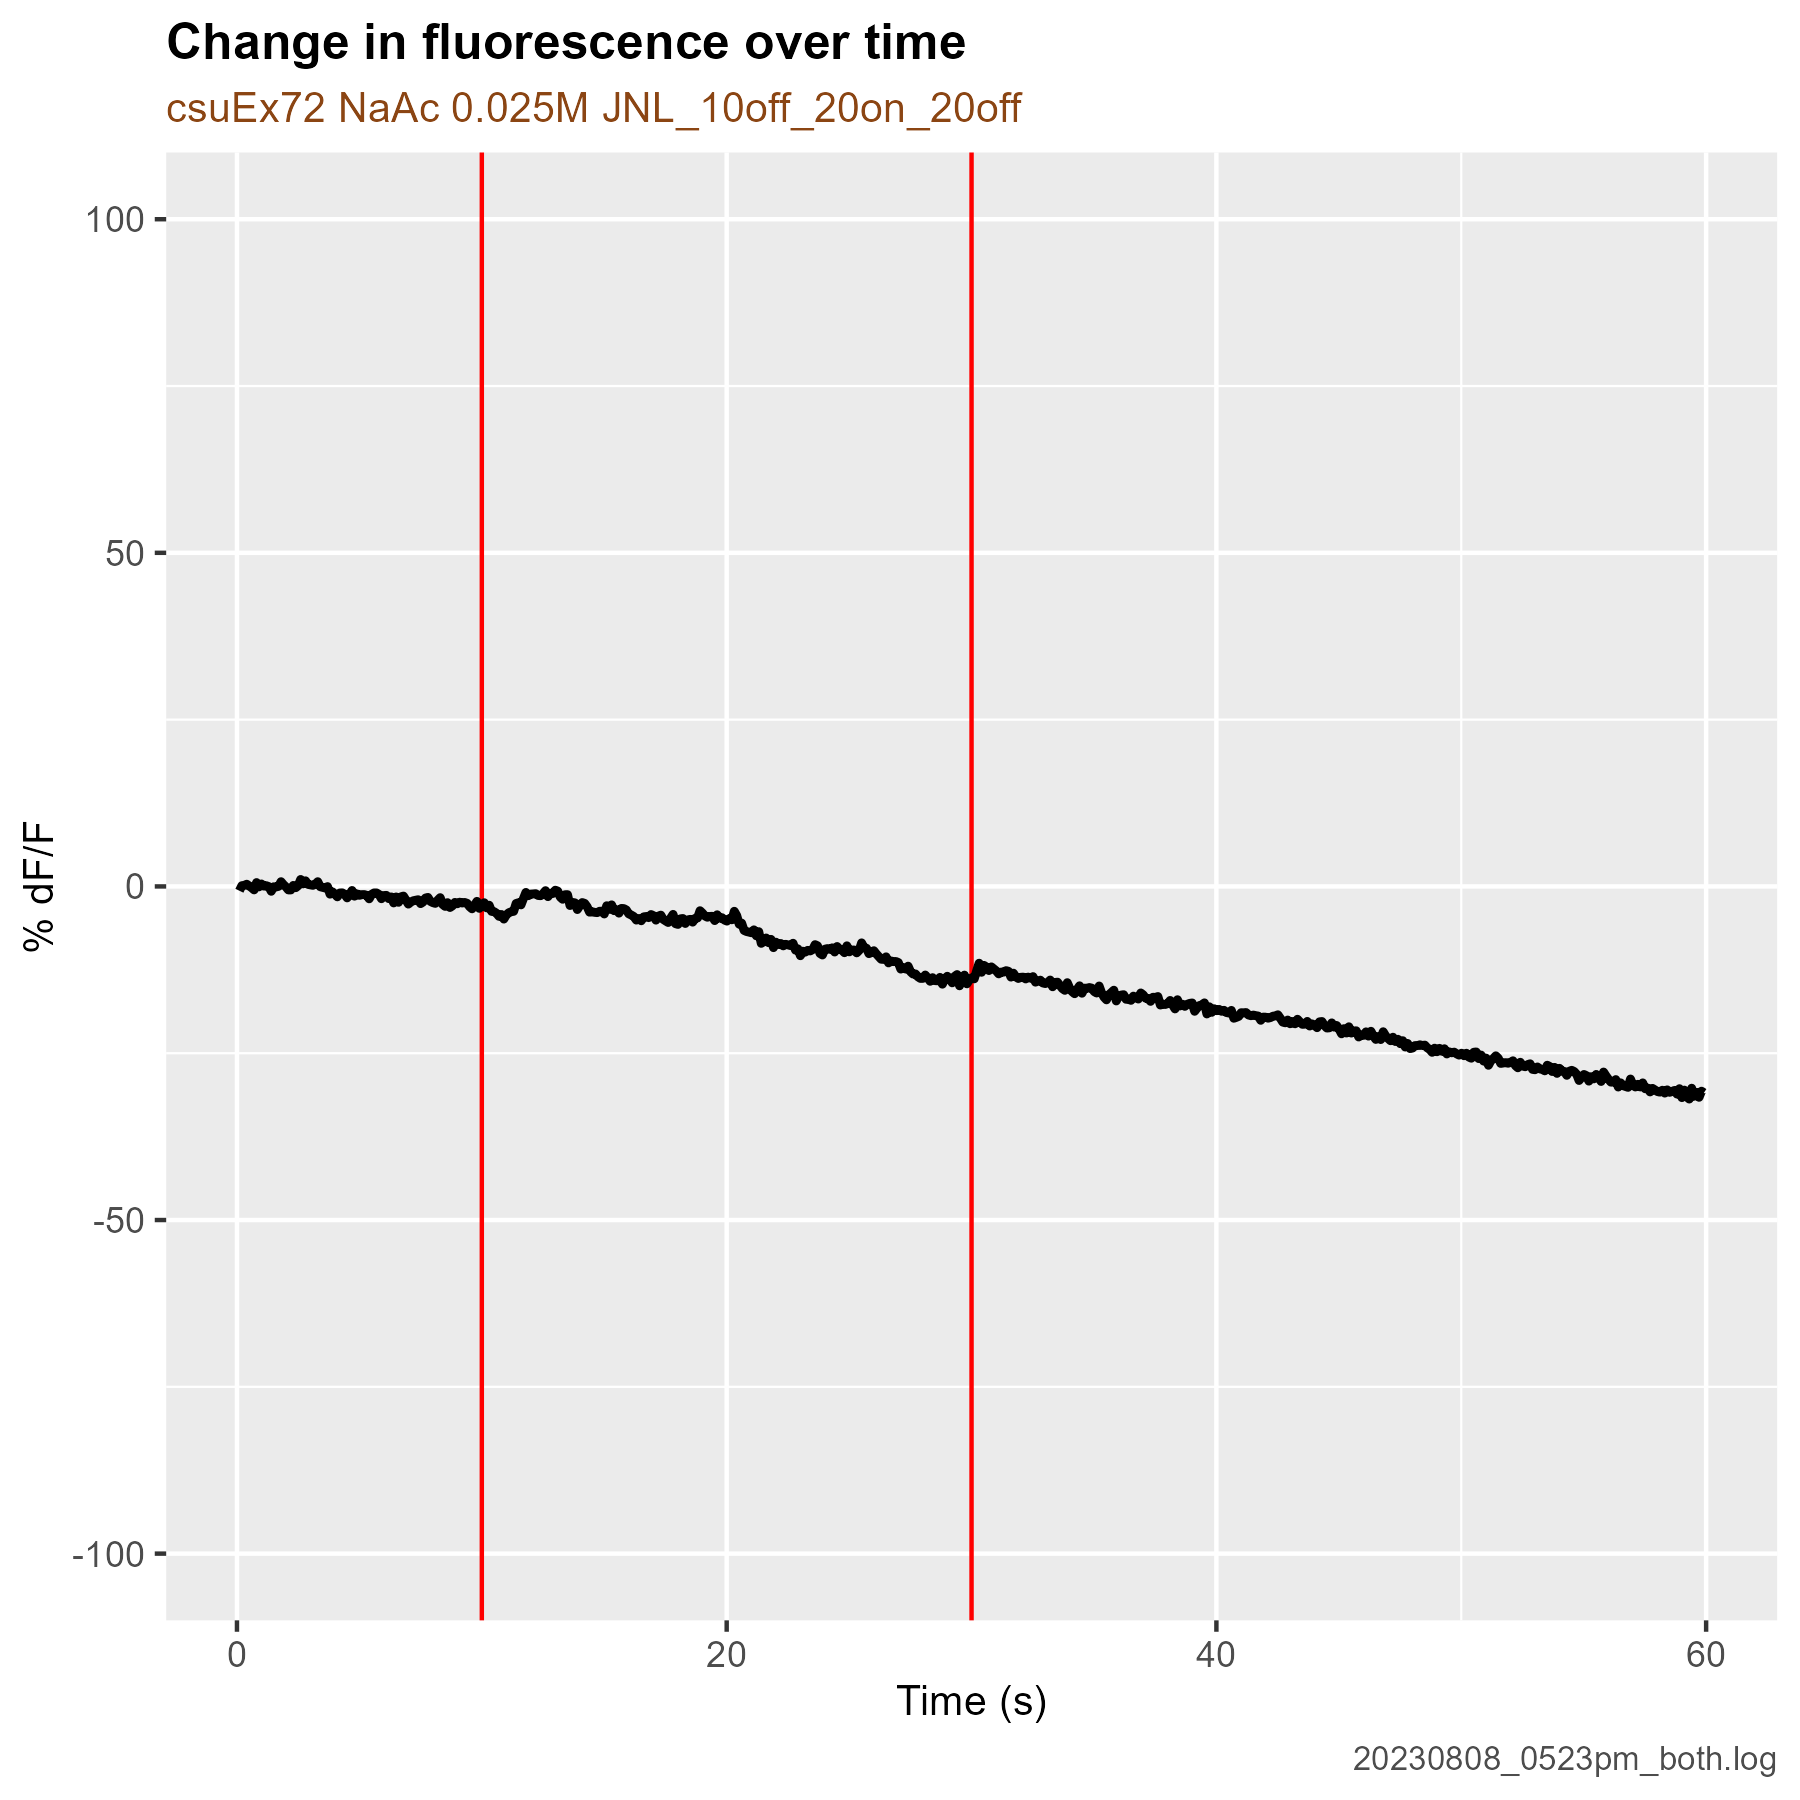 Change in fluorescence over time
csuEx72 NaAc 0.025M JNL_10off_20on_20off
100
50
0
-50
-100
% dF/F
0
20
40
60
Time (s)
20230808_0523pm_both.log